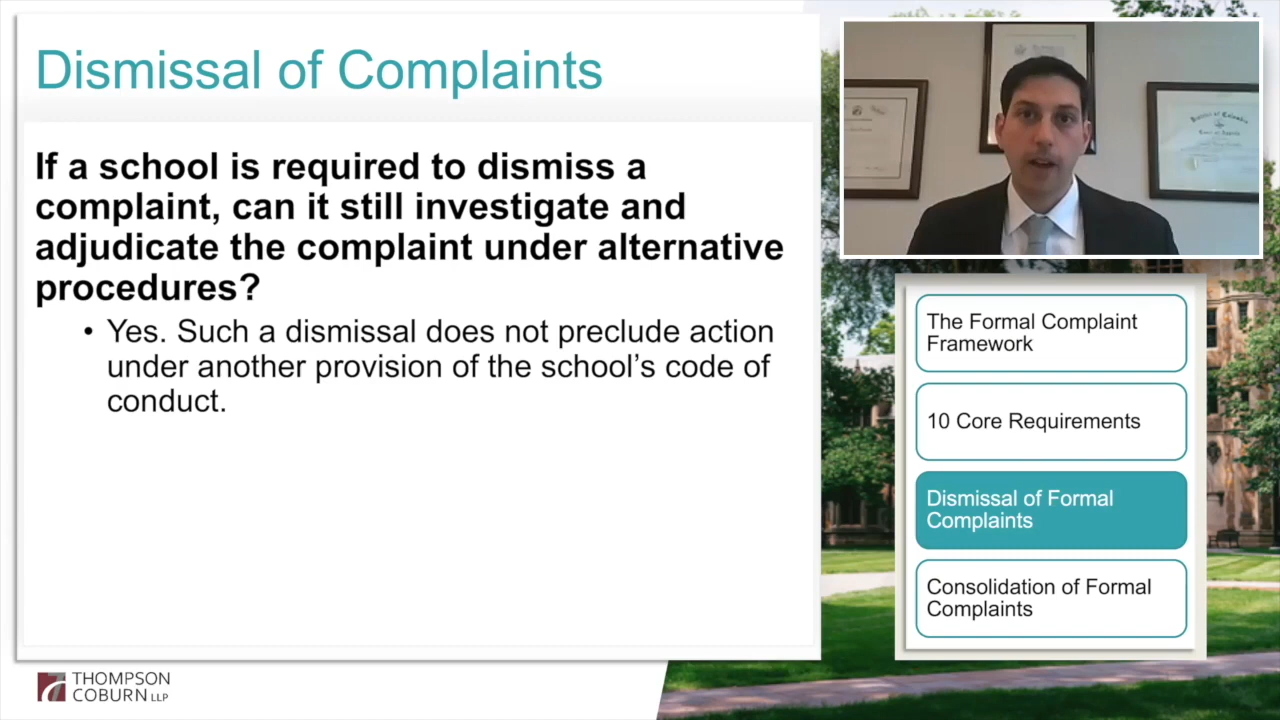 Dismissal of Complaints
If a school is required to dismiss a
complaint, can it still investigate and
adjudicate the complaint under alternative
procedures?
• Yes. Such a dismissal does not preclude action
under another provision of the school’s code of
conduct.
The Formal Complaint
Framework
10 Core Requirements
Dismissal of Formal
Complaints
Consolidation of Formal
Complaints
THOMPSON
COBURN LLP